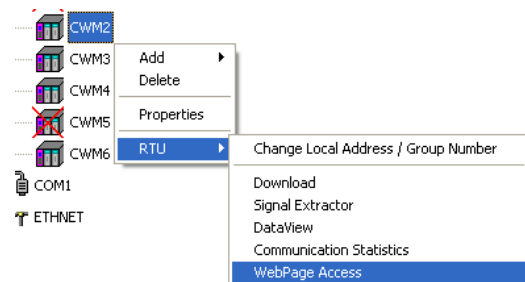 CWM2
CWM3
CWM4
CWM5
CWM6
COM1
ETHNET
Add
Delete
Properties
RTU
Change Local Address / Group Number
Download
Signal Extractor
DataView
Communication Statistics
WebPage Access